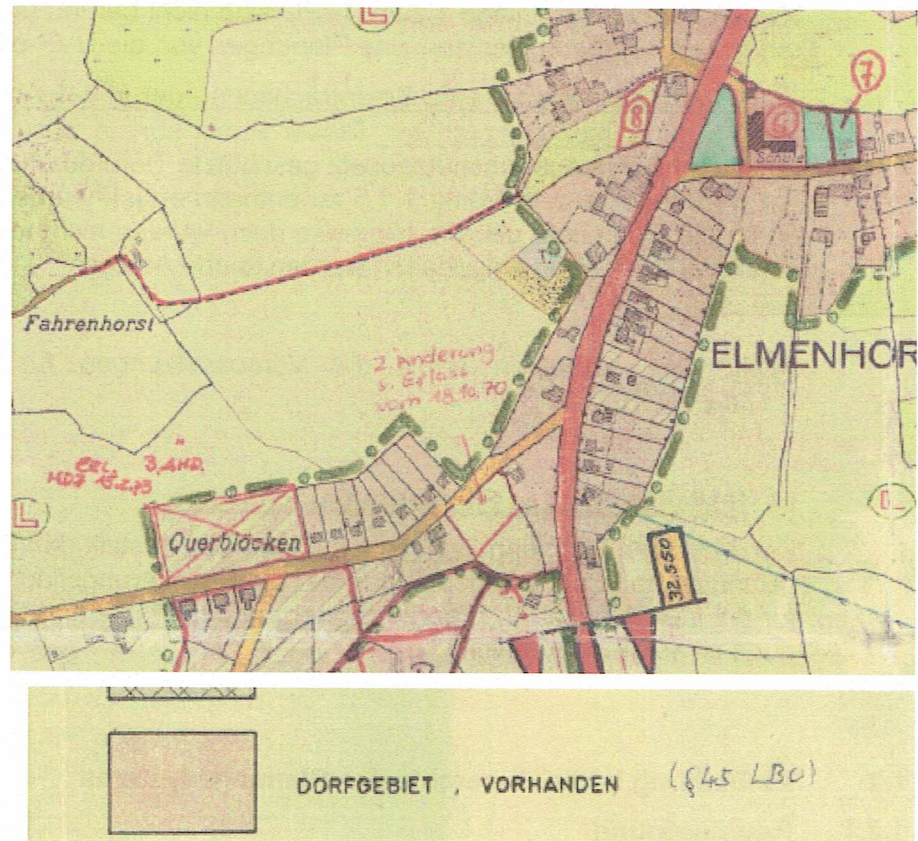 L
8
6
7
Schule
Fahrenhorst
ELMENHOR
2. Änderung
s. Erlass
vom 18.10.70
3. ÄND.
L
L
Querblöcken
32.550
DORFGEBIET , VORHANDEN (§45 LBO)